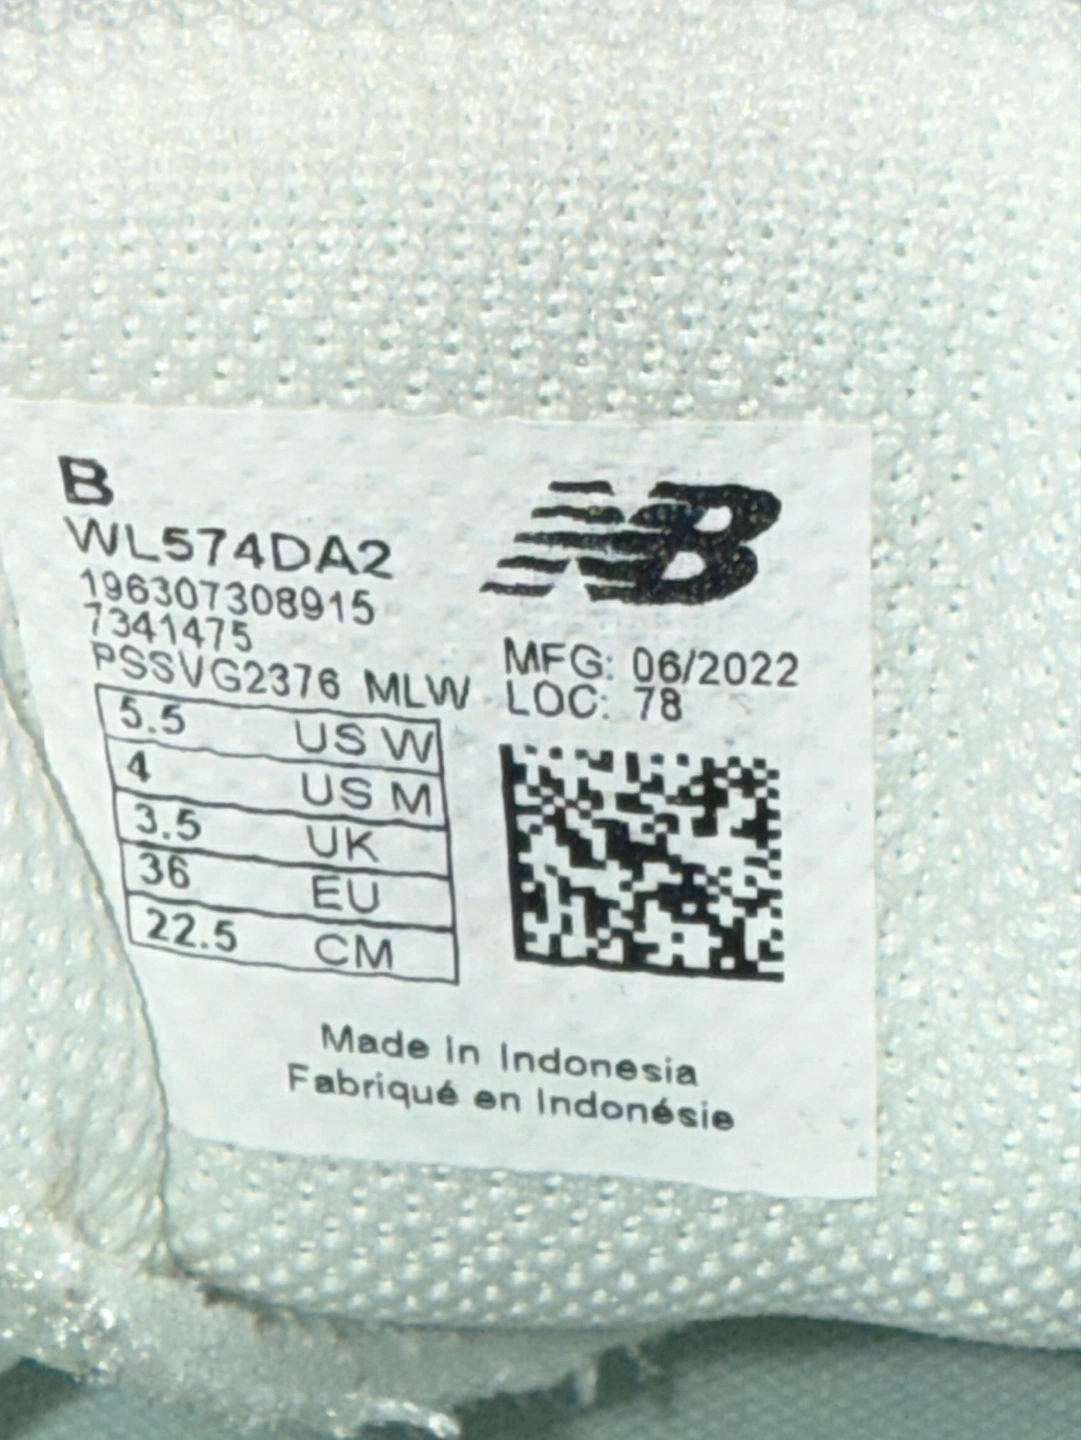 B
WL574DA2
196307308915
7341475
PSSVG2376 MLW
NB
MFG: 06/2022
LOC: 78
5.5 US W
4 US M
3.5 UK
36 EU
22.5 CM
Made in Indonesia
Fabriqué en Indonésie